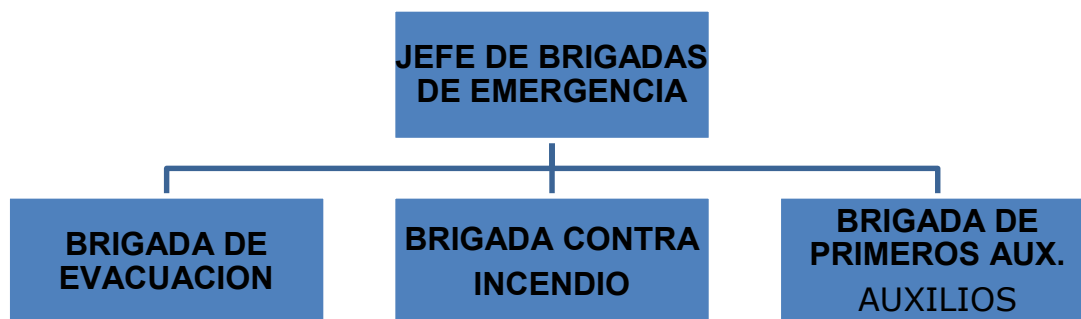 JEFE DE BRIGADAS
DE EMERGENCIA
BRIGADA DE
EVACUACION
BRIGADA CONTRA
INCENDIO
BRIGADA DE
PRIMEROS AUX.
AUXILIOS